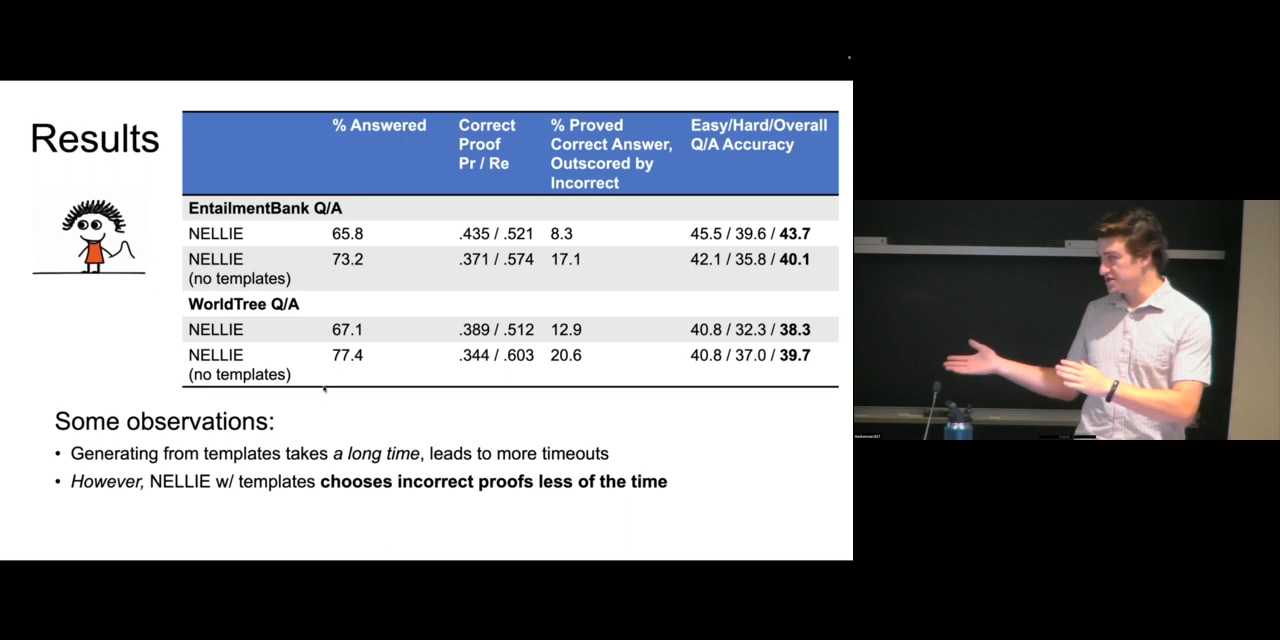 Results
% Answered
Correct Proof Pr / Re
% Proved Correct Answer, Outscored by Incorrect
Easy/Hard/Overall Q/A Accuracy
EntailmentBank Q/A
NELLIE 65.8 .435 / .521 8.3 45.5 / 39.6 / 43.7
NELLIE 73.2 .371 / .574 17.1 42.1 / 35.8 / 40.1
(no templates)
WorldTree Q/A
NELLIE 67.1 .389 / .512 12.9 40.8 / 32.3 / 38.3
NELLIE 77.4 .344 / .603 20.6 40.8 / 37.0 / 39.7
(no templates)
Some observations:
• Generating from templates takes a long time, leads to more timeouts
• However, NELLIE w/ templates chooses incorrect proofs less of the time